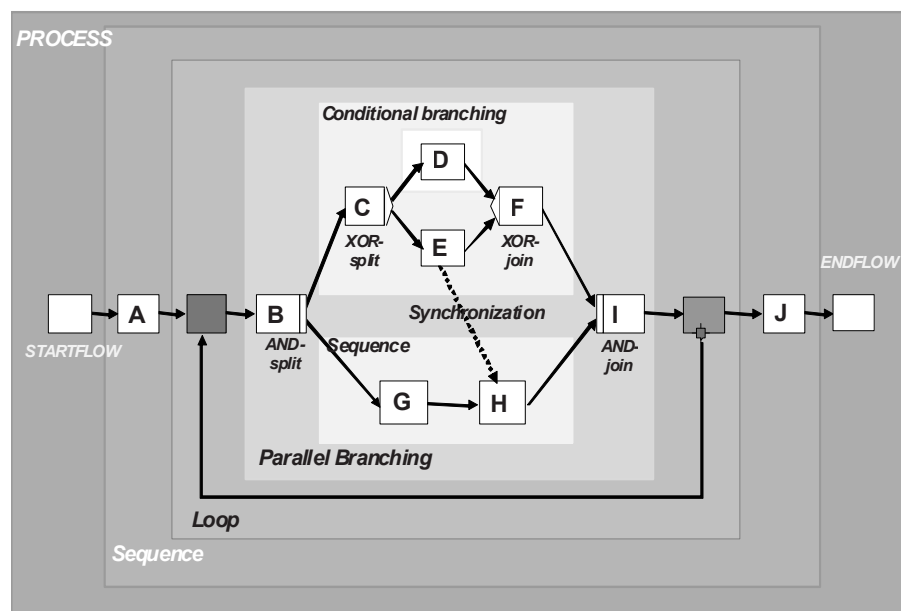 PROCESS
Conditional branching
D
C
F
XOR-
split
E
XOR-
join
ENDFLOW
A
B
Synchronization
I
J
STARTFLOW
AND-
split
Sequence
AND-
join
G
H
Parallel Branching
Loop
Sequence